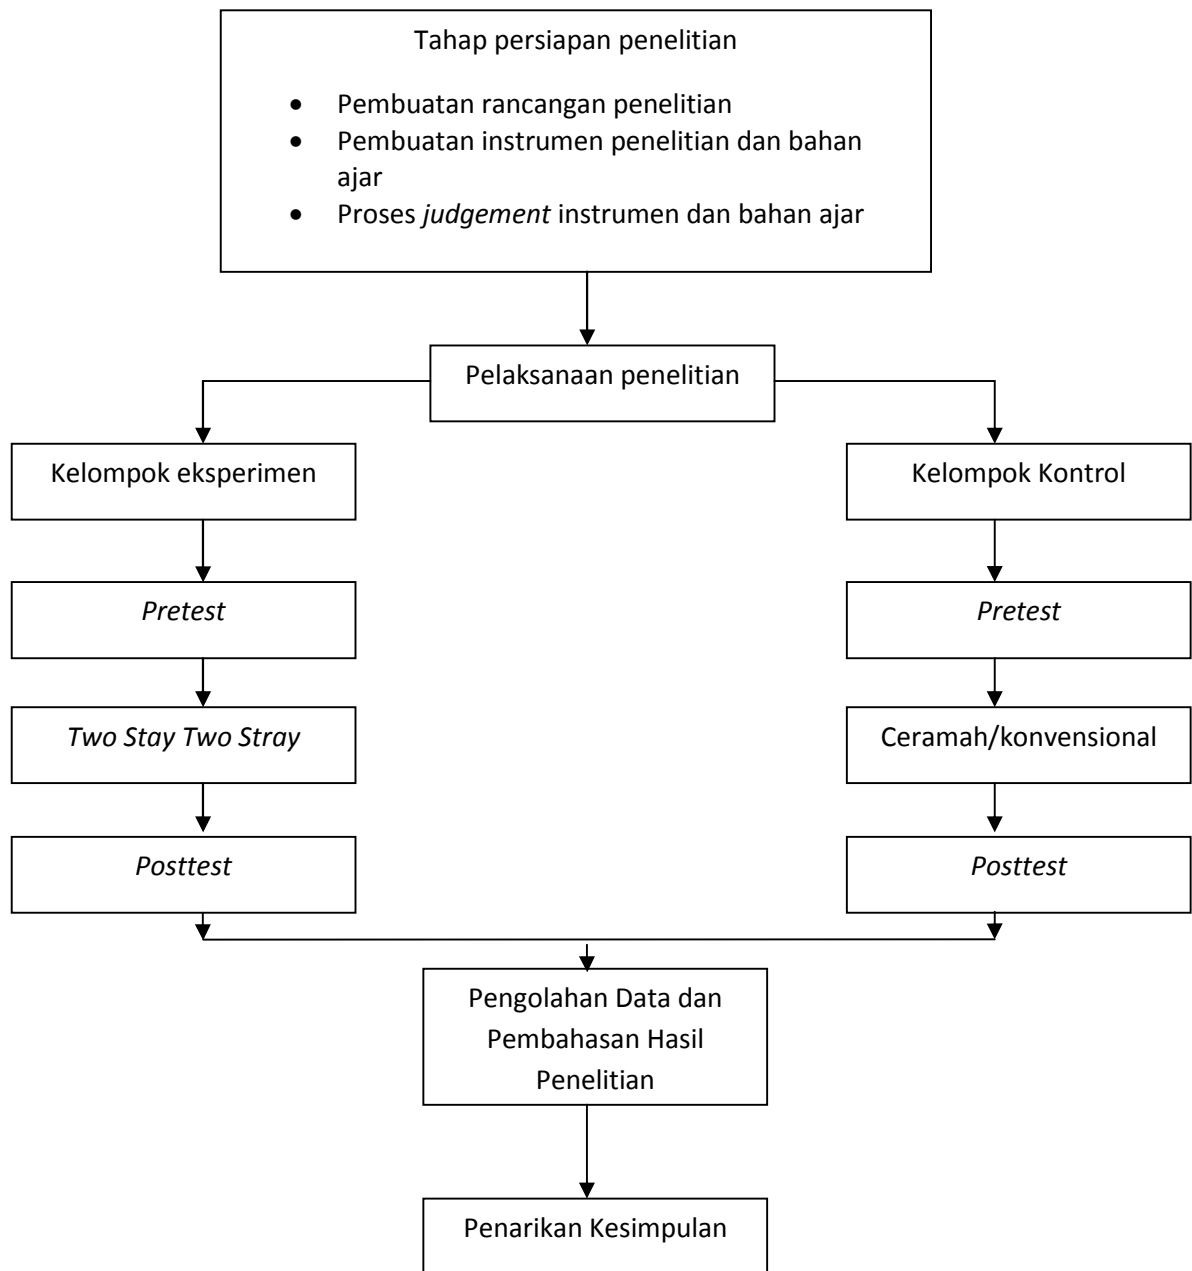 Tahap persiapan penelitian
• Pembuatan rancangan penelitian
• Pembuatan instrumen penelitian dan bahan
ajar
• Proses judgement instrumen dan bahan ajar
Pelaksanaan penelitian
Kelompok eksperimen
Kelompok Kontrol
Pretest
Pretest
Two Stay Two Stray
Ceramah/konvensional
Posttest
Posttest
Pengolahan Data dan
Pembahasan Hasil
Penelitian
Penarikan Kesimpulan